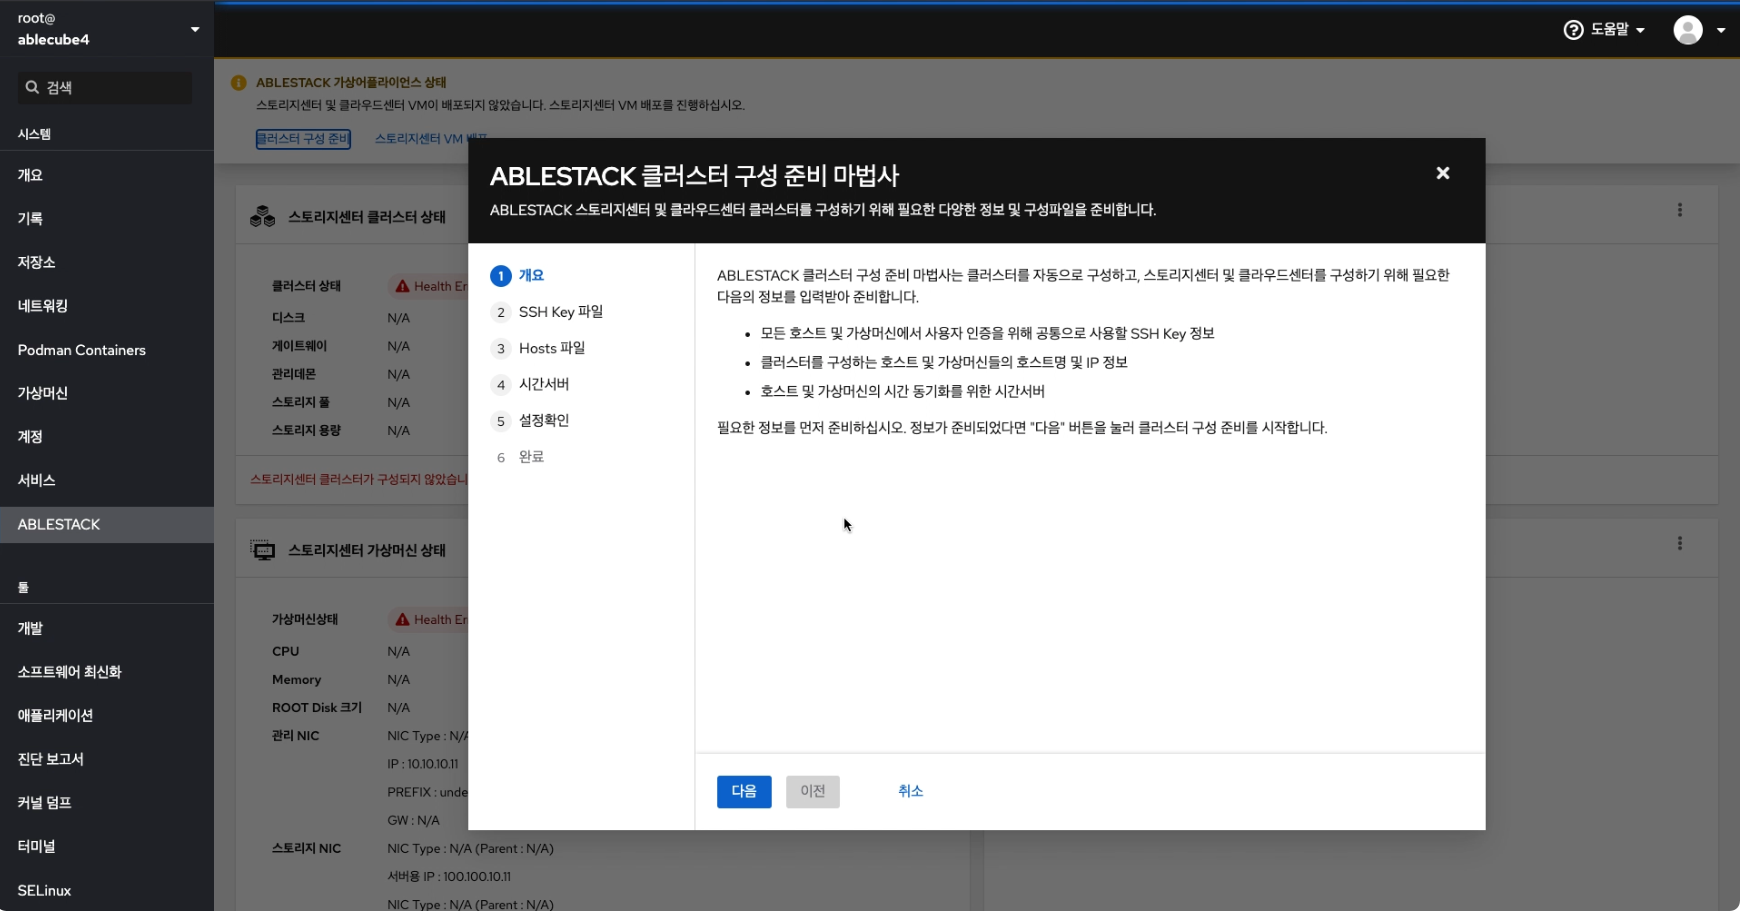 root@
ablecube4
검색
시스템
개요
기록
저장소
네트워킹
Podman Containers
가상머신
계정
서비스
ABLESTACK
툴
개발
소프트웨어 최신화
애플리케이션
진단 보고서
커널 덤프
터미널
SELinux
도움말
ABLESTACK 가상어플라이언스 상태
스토리지센터 및 클라우드센터 VM이 배포되지 않았습니다. 스토리지센터 VM 배포를 진행하십시오.
클러스터 구성 준비
스토리지센터 VM 배포
스토리지센터 클러스터 상태
클러스터 상태
Health Er
디스크
N/A
게이트웨이
N/A
관리데몬
N/A
스토리지 풀
N/A
스토리지 용량
N/A
스토리지센터 클러스터가 구성되지 않았습니
스토리지센터 가상머신 상태
가상머신상태
Health Er
CPU
N/A
Memory
N/A
ROOT Disk 크기
N/A
관리 NIC
NIC Type : N/A
IP : 10.10.10.11
PREFIX : unde
GW : N/A
스토리지 NIC
NIC Type : N/A (Parent : N/A)
서버용 IP : 100.100.10.11
NIC Type : N/A (Parent : N/A)
ABLESTACK 클러스터 구성 준비 마법사
ABLESTACK 스토리지센터 및 클라우드센터 클러스터를 구성하기 위해 필요한 다양한 정보 및 구성파일을 준비합니다.
1 개요
2 SSH Key 파일
3 Hosts 파일
4 시간서버
5 설정확인
6 완료
ABLESTACK 클러스터 구성 준비 마법사는 클러스터를 자동으로 구성하고, 스토리지센터 및 클라우드센터를 구성하기 위해 필요한
다음의 정보를 입력받아 준비합니다.
• 모든 호스트 및 가상머신에서 사용자 인증을 위해 공통으로 사용할 SSH Key 정보
• 클러스터를 구성하는 호스트 및 가상머신들의 호스트명 및 IP 정보
• 호스트 및 가상머신의 시간 동기화를 위한 시간서버
필요한 정보를 먼저 준비하십시오. 정보가 준비되었다면 "다음" 버튼을 눌러 클러스터 구성 준비를 시작합니다.
다음
이전
취소